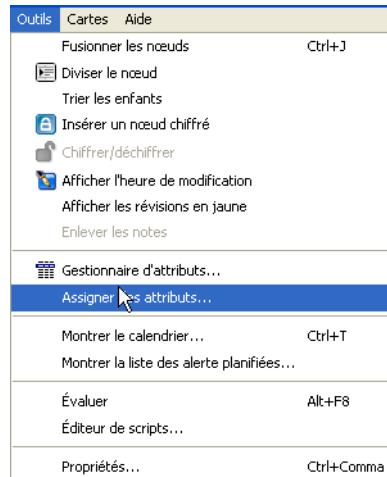 Outils Cartes Aide
Fusionner les nœuds Ctrl+J
Diviser le nœud
Trier les enfants
Insérer un nœud chiffré
Chiffrer/déchiffrer
Afficher l'heure de modification
Afficher les révisions en jaune
Enlever les notes
Gestionnaire d'attributs...
Assigner attributs...
Montrer le calendrier... Ctrl+T
Montrer la liste des alerte planifiées...
Évaluer Alt+F8
Éditeur de scripts...
Propriétés... Ctrl+Comma